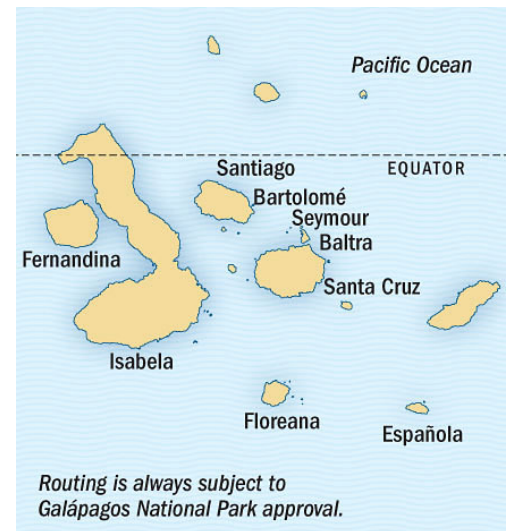 Pacific Ocean
EQUATOR
Santiago
Bartolomé
Seymour
Baltra
Fernandina
Santa Cruz
Isabela
Floreana
Española
Routing is always subject to
Galápagos National Park approval.